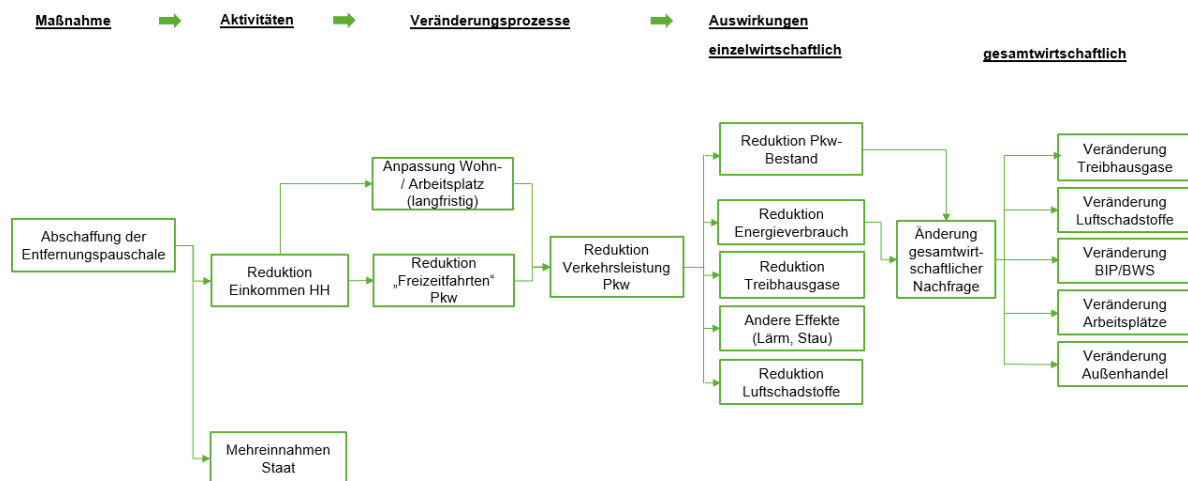 Maßnahme
Aktivitäten
Veränderungsprozesse
Auswirkungen
einzelwirtschaftlich
gesamtwirtschaftlich
Abschaffung der
Entfernungspauschale
Reduktion
Einkommen HH
Mehreinnahmen
Staat
Anpassung Wohn-
/ Arbeitsplatz
(langfristig)
Reduktion
„Freizeitfahrten“
Pkw
Reduktion
Verkehrsleistung
Pkw
Reduktion Pkw-
Bestand
Reduktion
Energieverbrauch
Reduktion
Treibhausgase
Andere Effekte
(Lärm, Stau)
Reduktion
Luftschadstoffe
Änderung
gesamtwirt-
schaftlicher
Nachfrage
Veränderung
Treibhausgase
Veränderung
Luftschadstoffe
Veränderung
BIP/BWS
Veränderung
Arbeitsplätze
Veränderung
Außenhandel